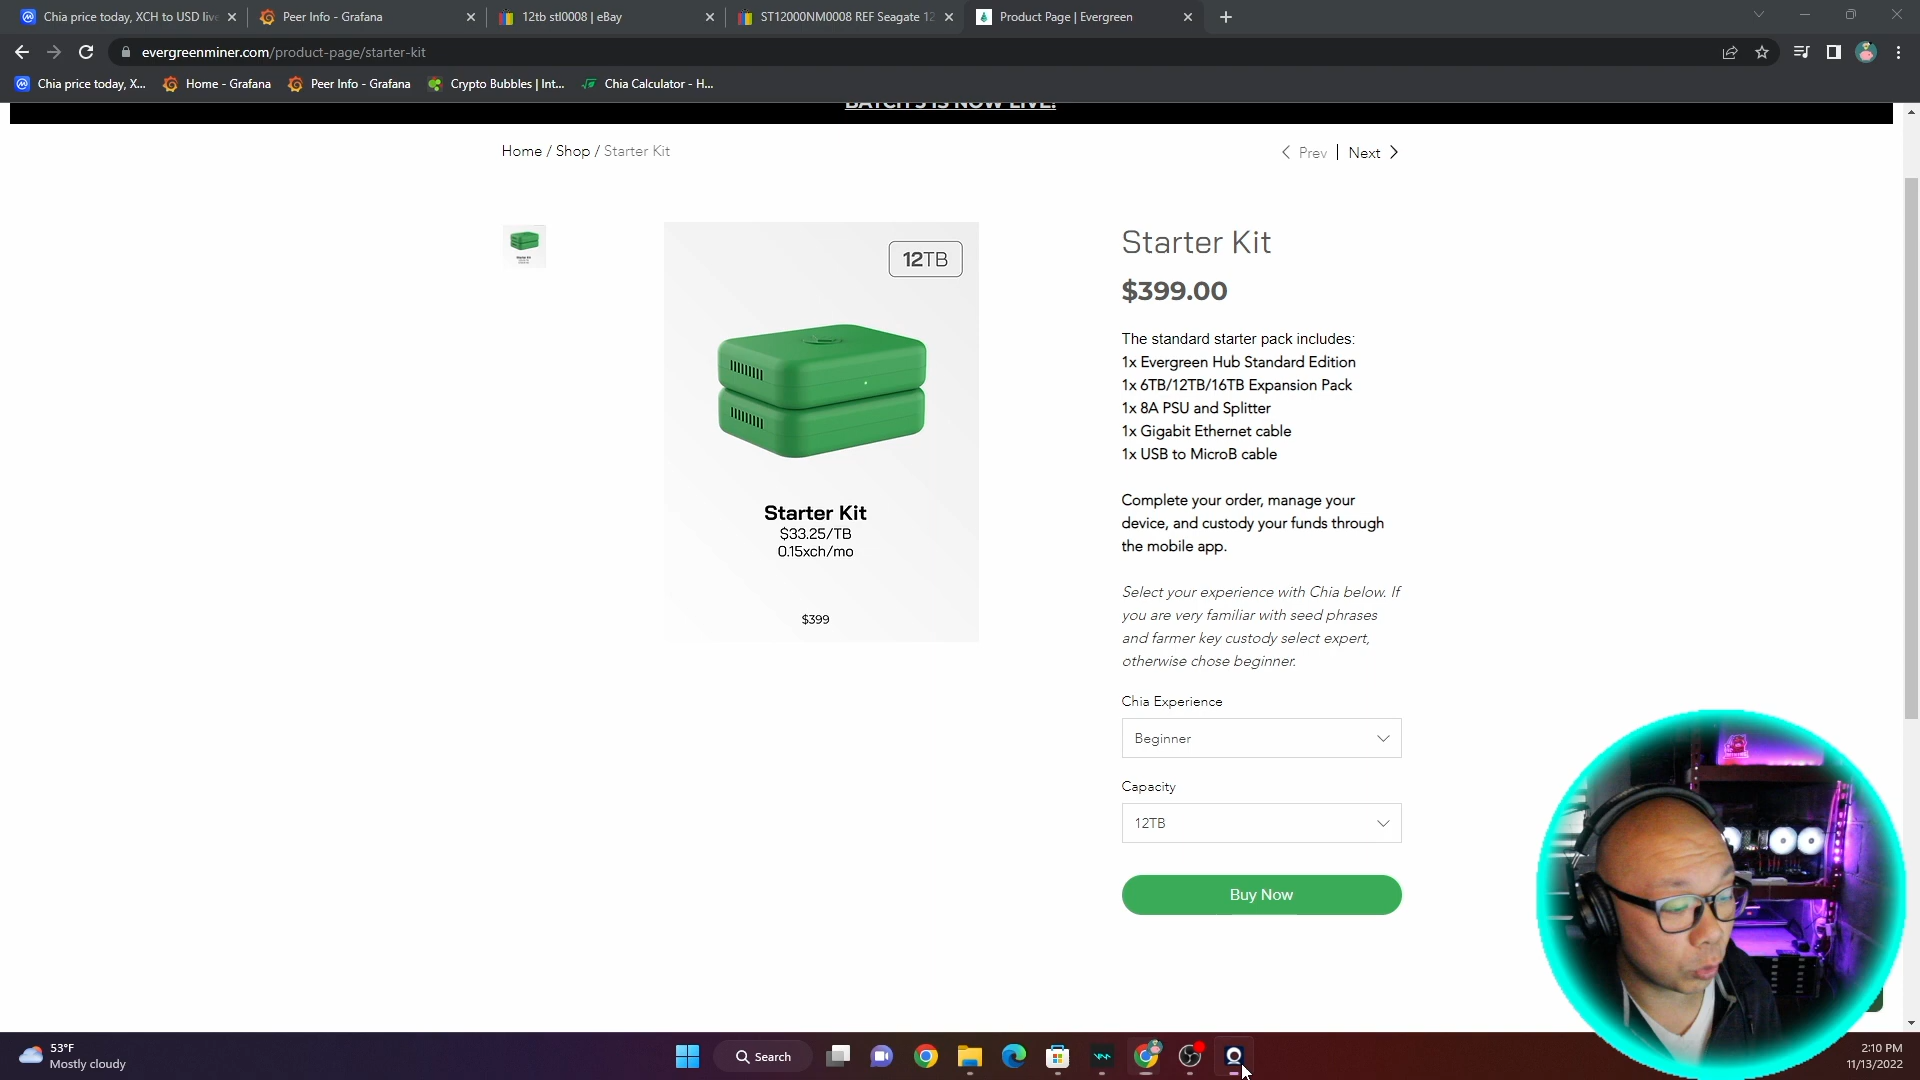 Chia price today, XCH to USD live
Peer Info - Grafana
12tb stl0008 | eBay
ST12000NM0008 REF Seagate 12
Product Page | Evergreen
evergreenminer.com/product-page/starter-kit
Chia price today, X...
Home - Grafana
Peer Info - Grafana
Crypto Bubbles | Int...
Chia Calculator - H...
BATCH 3 IS NOW LIVE!
Home / Shop / Starter Kit
Prev | Next
12TB
Starter Kit
$33.25/TB
0.15xch/mo
$399
Starter Kit
$399.00
The standard starter pack includes:
1x Evergreen Hub Standard Edition
1x 6TB/12TB/16TB Expansion Pack
1x 8A PSU and Splitter
1x Gigabit Ethernet cable
1x USB to MicroB cable
Complete your order, manage your
device, and custody your funds through
the mobile app.
Select your experience with Chia below. If
you are very familiar with seed phrases
and farmer key custody select expert,
otherwise chose beginner.
Chia Experience
Beginner
Capacity
12TB
Buy Now
53°F
Mostly cloudy
Search
2:10 PM
11/13/2022